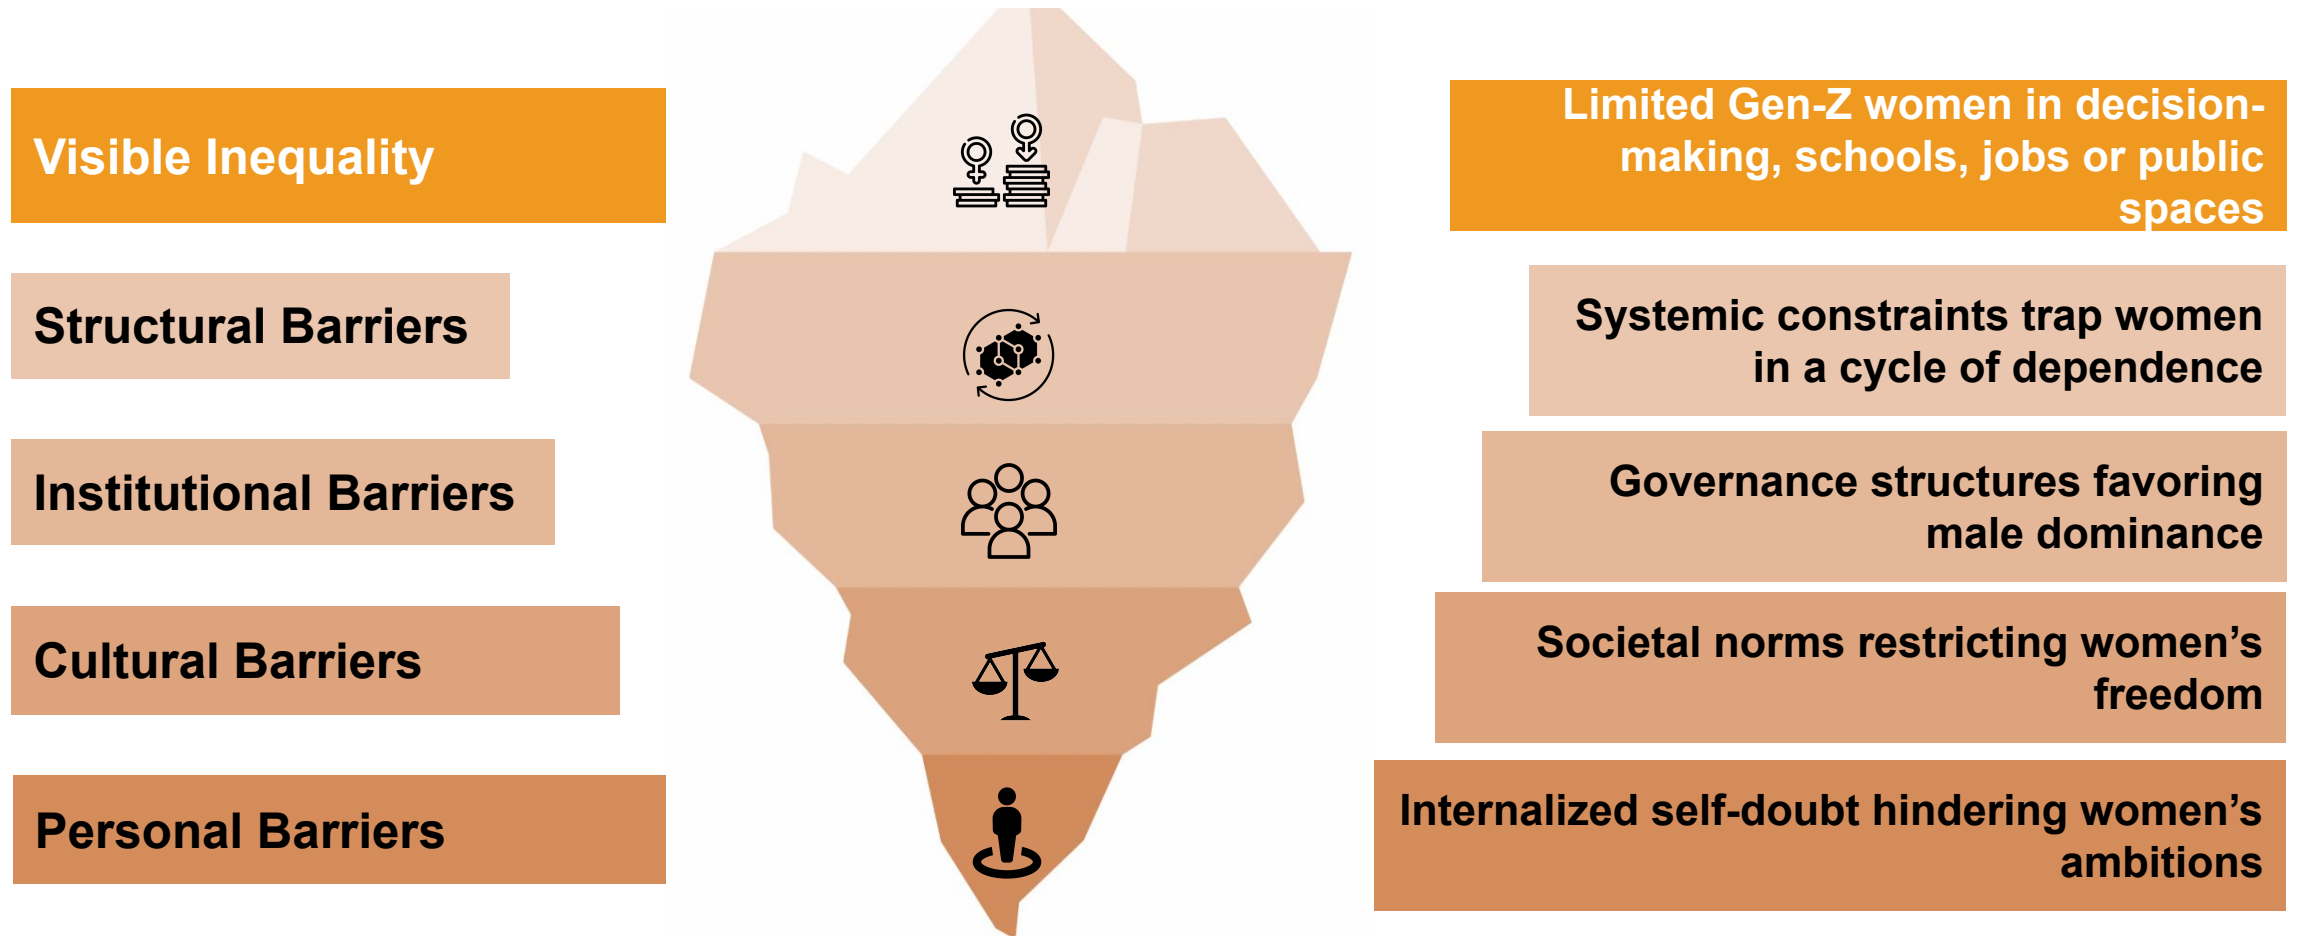 Visible Inequality
Limited Gen-Z women in decision-
making, schools, jobs or public
spaces
Structural Barriers
Systemic constraints trap women
in a cycle of dependence
Institutional Barriers
Governance structures favoring
male dominance
Cultural Barriers
Societal norms restricting women’s
freedom
Personal Barriers
Internalized self-doubt hindering women’s
ambitions